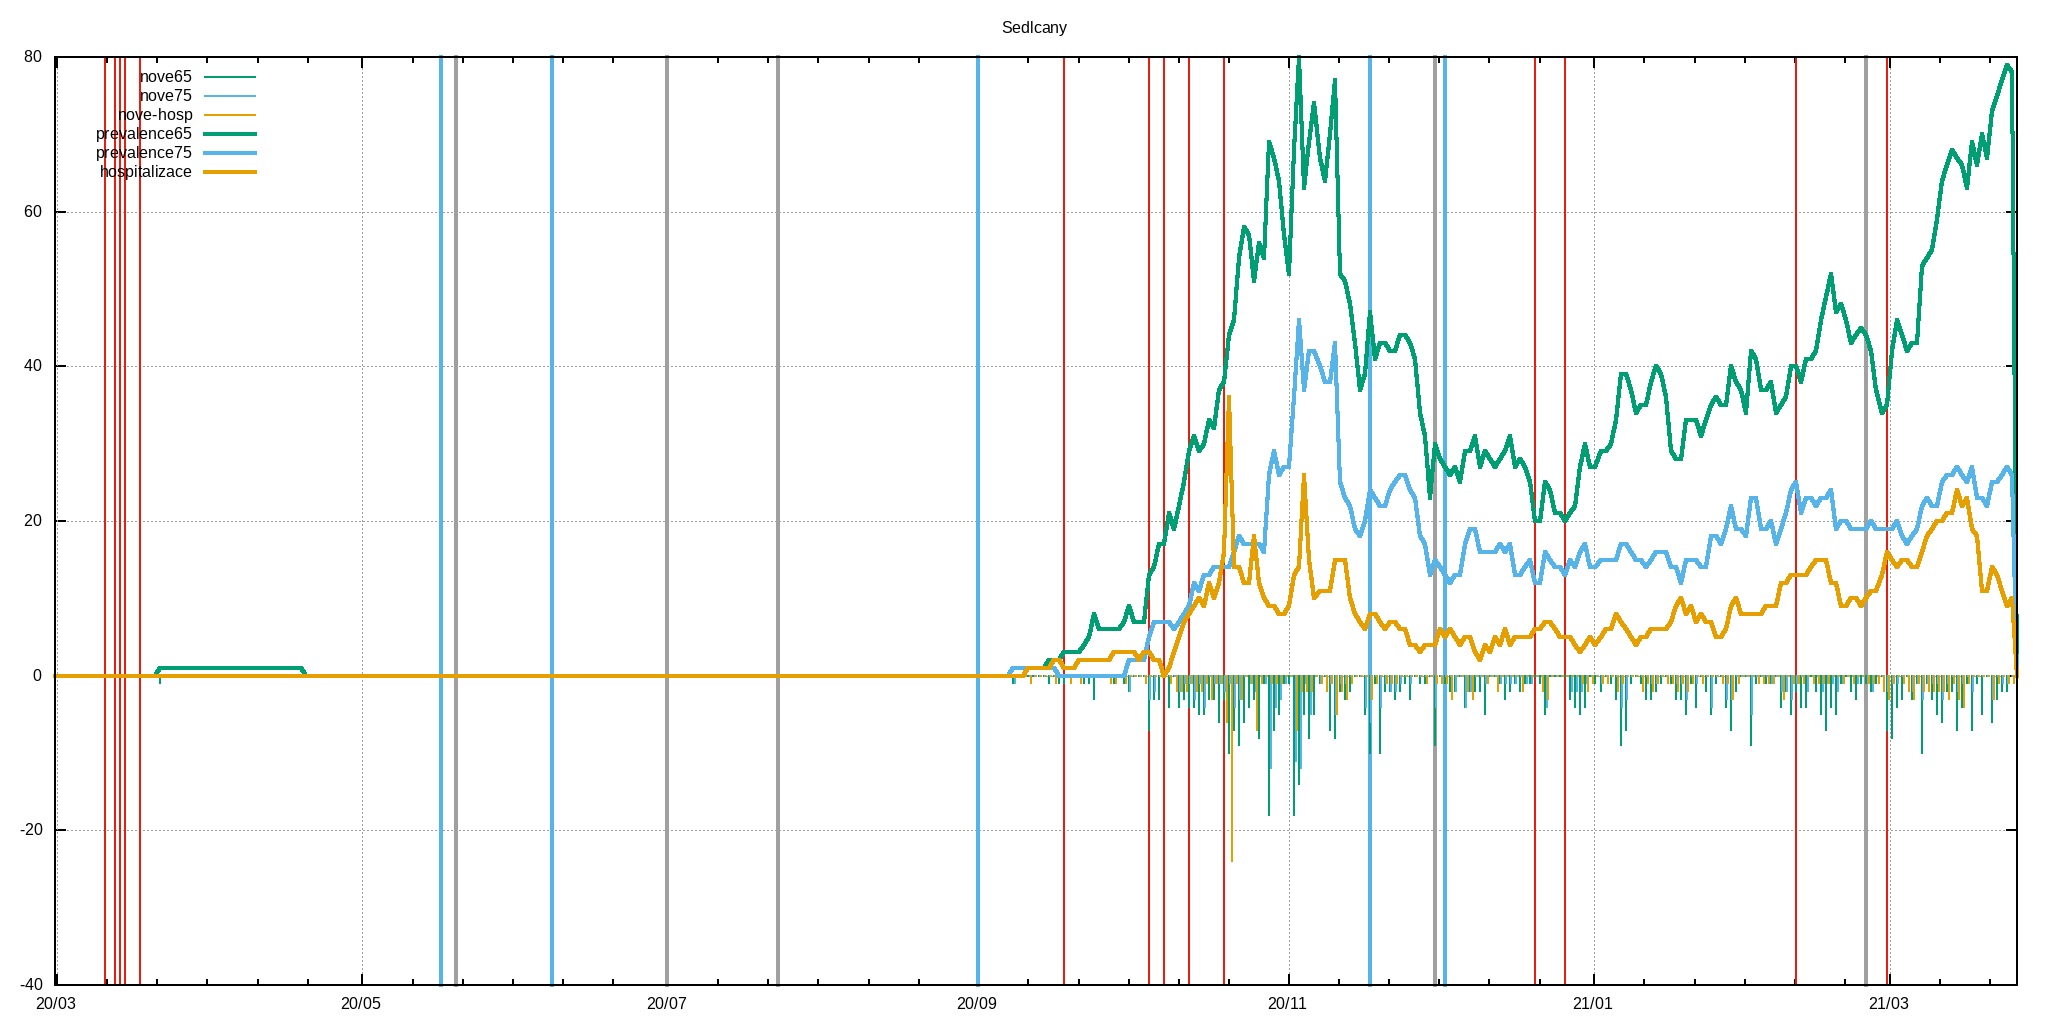 Sedlcany
80
nove65
nove75
nove-hosp
prevalence65
prevalence75
hospitalizace
60
40
20
0
-20
-40
20/03 20/05 20/07 20/09 20/11 21/01 21/03